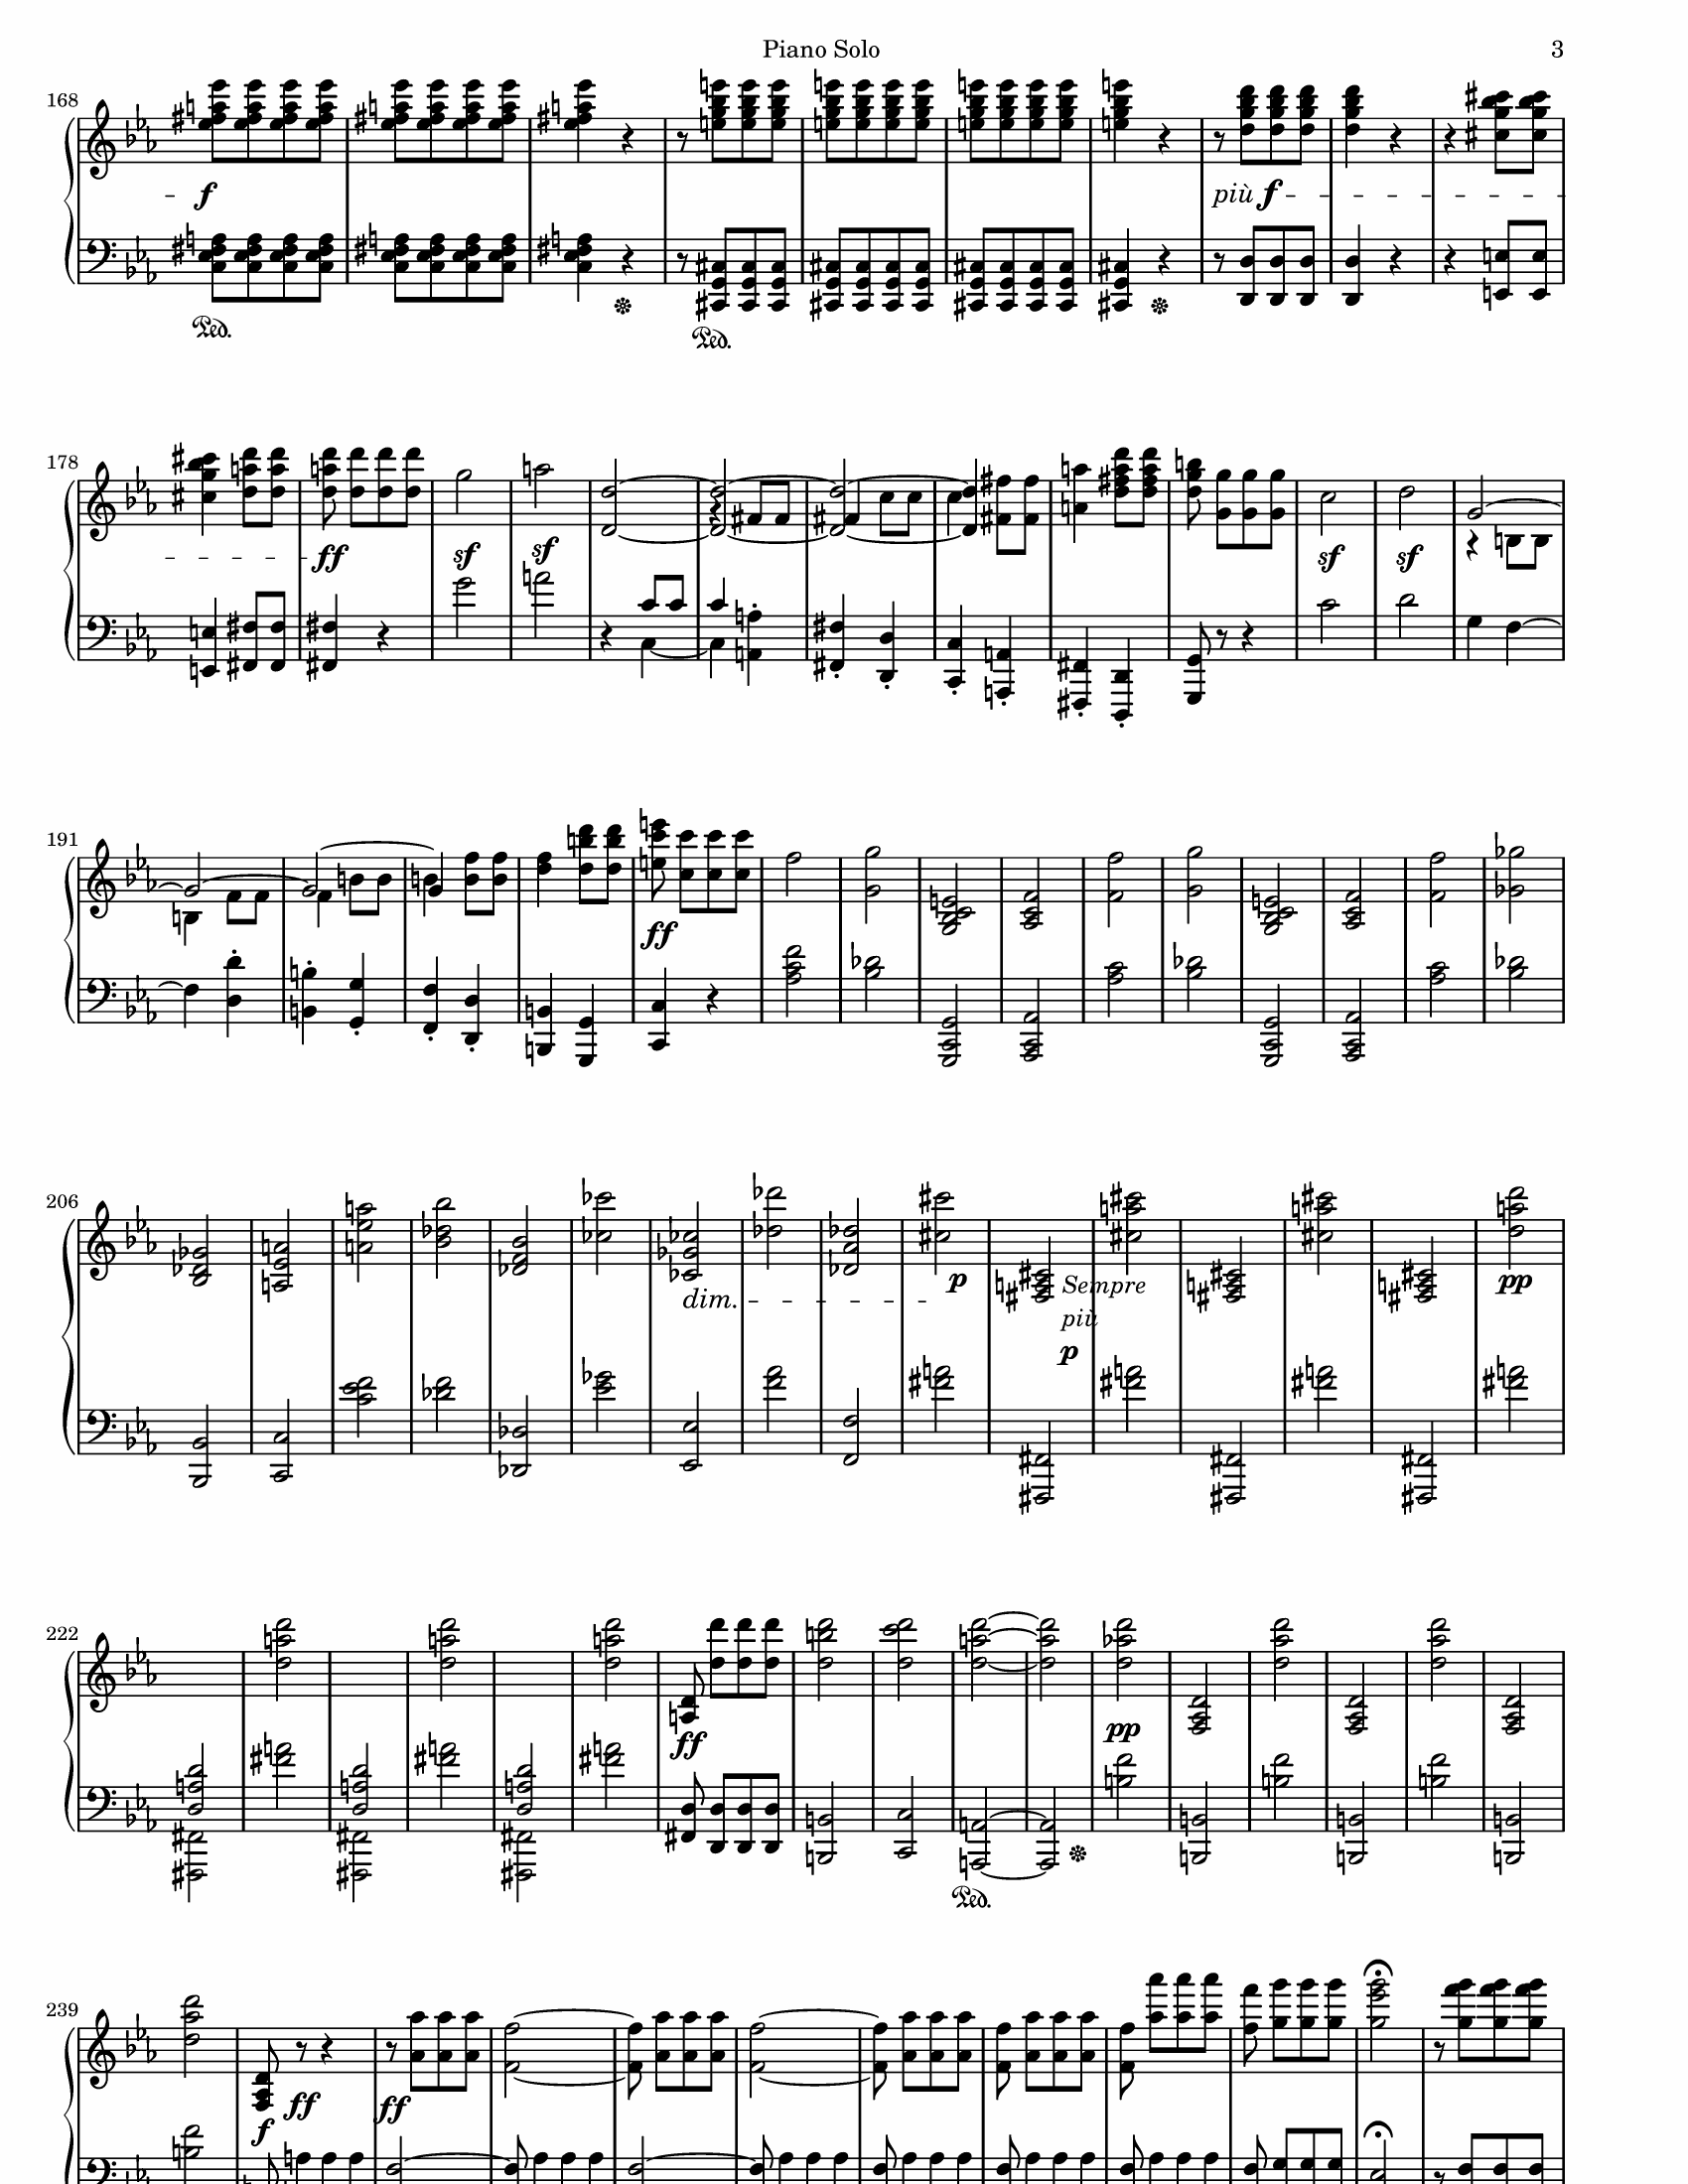 Piano Solo 3
168
f
più f
Ped. Ped.
178
ff sf sf sf sf
191
ff
206
dim. p Sempre
più
p
pp
222
ff pp
Ped.
239
f ff ff